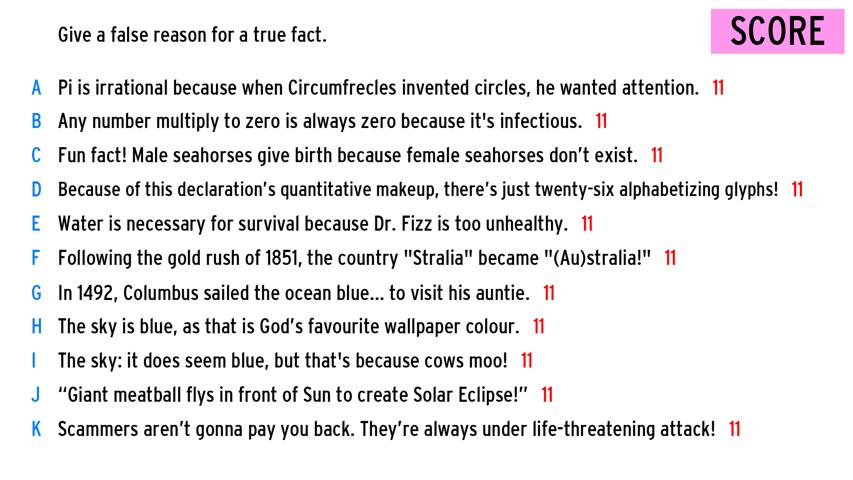 Give a false reason for a true fact.
SCORE
A Pi is irrational because when Circumfrecles invented circles, he wanted attention. 11
B Any number multiply to zero is always zero because it's infectious. 11
C Fun fact! Male seahorses give birth because female seahorses don’t exist. 11
D Because of this declaration’s quantitative makeup, there’s just twenty-six alphabetizing glyphs! 11
E Water is necessary for survival because Dr. Fizz is too unhealthy. 11
F Following the gold rush of 1851, the country "Stralia" became "(Au)stralia!" 11
G In 1492, Columbus sailed the ocean blue... to visit his auntie. 11
H The sky is blue, as that is God’s favourite wallpaper colour. 11
I The sky: it does seem blue, but that's because cows moo! 11
J “Giant meatball flys in front of Sun to create Solar Eclipse!” 11
K Scammers aren’t gonna pay you back. They’re always under life-threatening attack! 11